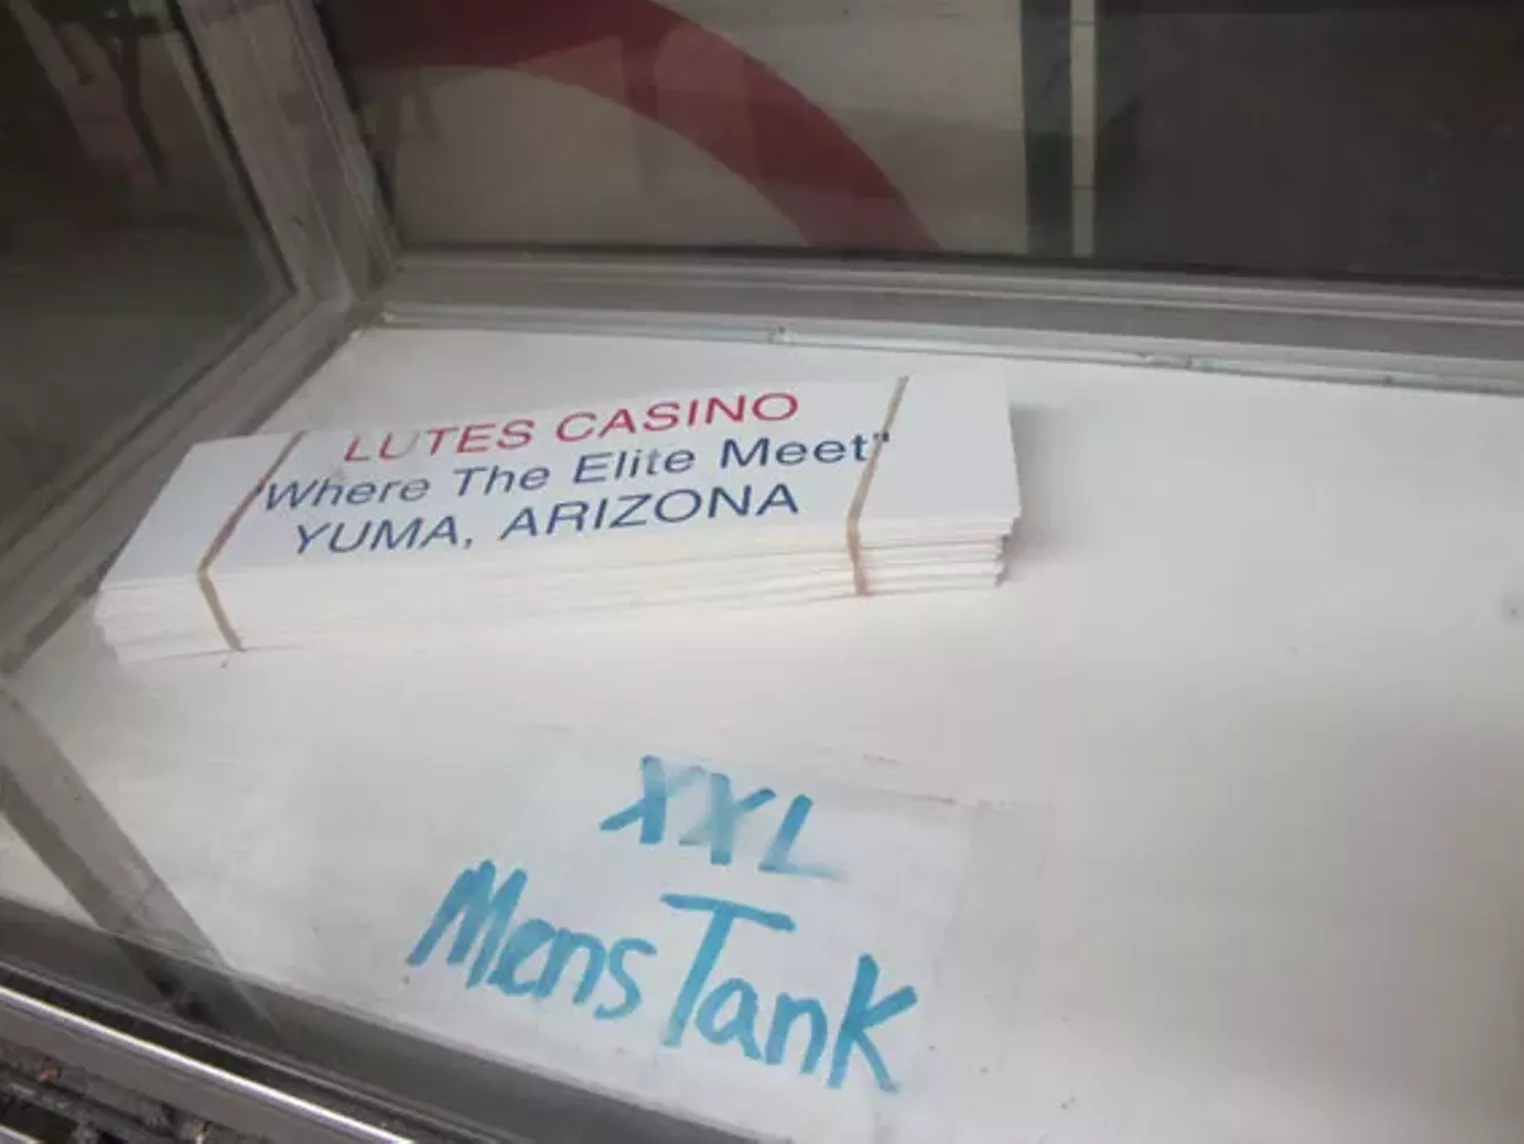 LUTES CASINO
"Where The Elite Meet"
YUMA, ARIZONA
XXL
Mens Tank